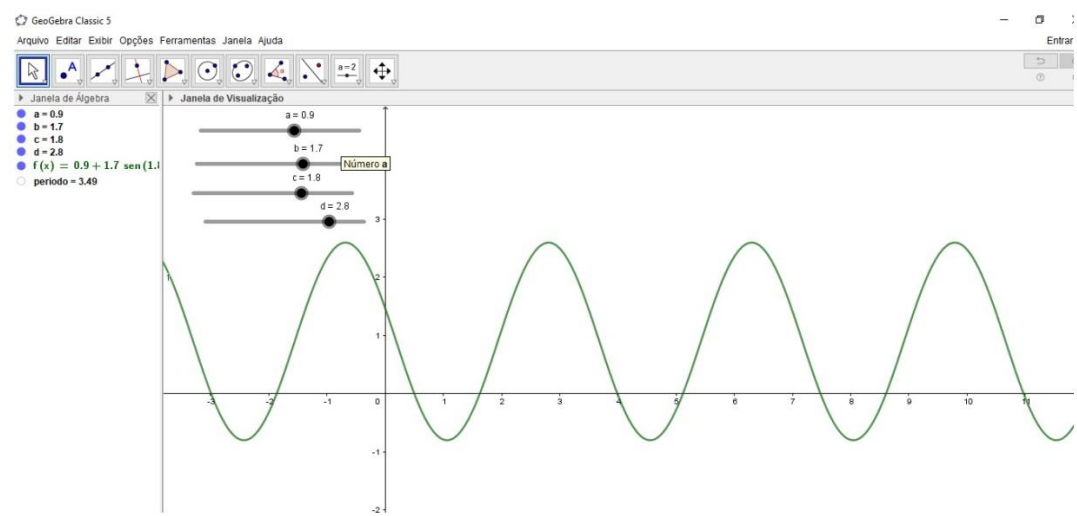 GeoGebra Classic 5
Arquivo Editar Exibir Opções Ferramentas Janela Ajuda
Entrar
A
a=2
Janela de Álgebra
Janela de Visualização
a = 0.9
b = 1.7
c = 1.8
d = 2.8
f(x) = 0.9 + 1.7 sen(1.8
periodo = 3.49
a = 0.9
b = 1.7
Número a
c = 1.8
d = 2.8
3
2
1
-3 -2 -1 0 1 2 3 4 5 6 7 8 9 10 11
-1
-2